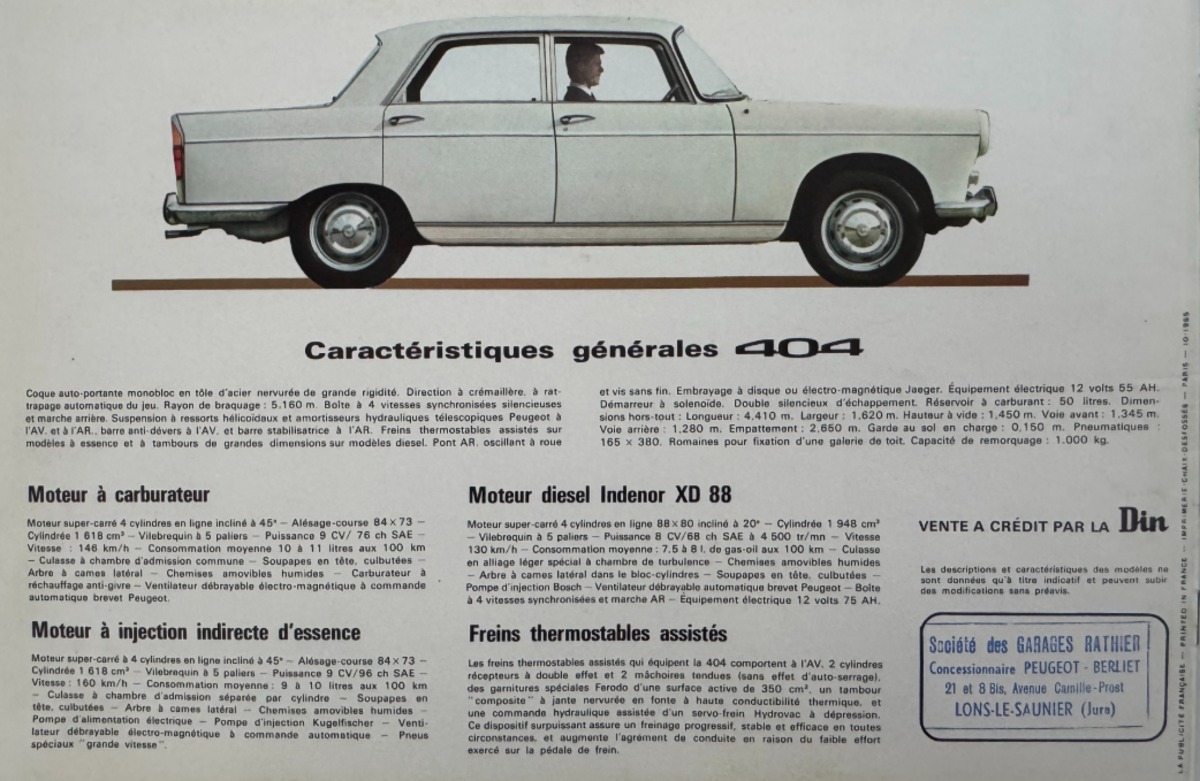 Caractéristiques générales 404
Coque auto-portante monobloc en tôle d'acier nervurée de grande rigidité. Direction à crémaillère, à rat-
trapage automatique du jeu. Rayon de braquage : 5.160 m. Boîte à 4 vitesses synchronisées silencieuses
et marche arrière. Suspension à ressorts hélicoïdaux et amortisseurs hydrauliques télescopiques Peugeot à
l'AV. et à l'AR., barre anti-dévers à l'AV. et barre stabilisatrice à l'AR. Freins thermostables assistés sur
modèles à essence et à tambours de grandes dimensions sur modèles diesel. Pont AR. oscillant à roue
et vis sans fin. Embrayage à disque ou électro-magnétique Jaeger. Équipement électrique 12 volts 55 AH.
Démarreur à solenoïde. Double silencieux d'échappement. Réservoir à carburant : 50 litres. Dimen-
sions hors-tout : Longueur : 4,410 m. Largeur : 1,620 m. Hauteur à vide : 1,450 m. Voie avant : 1.345 m.
Voie arrière : 1,280 m. Empattement : 2,650 m. Garde au sol en charge : 0,150 m. Pneumatiques :
165 × 380. Romaines pour fixation d'une galerie de toit. Capacité de remorquage : 1.000 kg.
Moteur à carburateur
Moteur super-carré 4 cylindres en ligne incliné à 45° — Alésage-course 84 × 73 —
Cylindrée 1 618 cm³ — Vilebrequin à 5 paliers — Puissance 9 CV/ 76 ch SAE —
Vitesse : 146 km/h — Consommation moyenne 10 à 11 litres aux 100 km
— Culasse à chambre d'admission commune — Soupapes en tête, culbutées —
Arbre à cames latéral — Chemises amovibles humides — Carburateur à
réchauffage anti-givre — Ventilateur débrayable électro-magnétique à commande
automatique brevet Peugeot.
Moteur à injection indirecte d'essence
Moteur super-carré 4 cylindres en ligne incliné à 45° — Alésage-course 84 × 73 —
Cylindrée 1 618 cm³ — Vilebrequin à 5 paliers — Puissance 9 CV/96 ch SAE —
Vitesse : 160 km/h — Consommation moyenne : 9 à 10 litres aux 100 km
— Culasse à chambre d'admission séparée par cylindre — Soupapes en
tête, culbutées — Arbre à cames latéral — Chemises amovibles humides —
Pompe d'alimentation électrique — Pompe d'injection Kugelfischer — Venti-
lateur débrayable électro-magnétique à commande automatique — Pneus
spéciaux "grande vitesse".
Moteur diesel Indenor XD 88
Moteur super-carré 4 cylindres en ligne 88 × 80 incliné à 20° — Cylindrée 1 948 cm³
— Vilebrequin à 5 paliers — Puissance 8 CV/68 ch SAE à 4 500 tr/mn — Vitesse
130 km/h — Consommation moyenne : 7,5 à 8 l. de gas-oil aux 100 km — Culasse
en alliage léger spécial à chambre de turbulence — Chemises amovibles humides
— Arbre à cames latéral dans le bloc-cylindres — Soupapes en tête, culbutées —
Pompe d'injection Bosch — Ventilateur débrayable automatique brevet Peugeot — Boîte
à 4 vitesses synchronisées et marche AR — Équipement électrique 12 volts 75 AH.
Freins thermostables assistés
Les freins thermostables assistés qui équipent la 404 comportent à l'AV. 2 cylindres
récepteurs à double effet et 2 mâchoires tendues (sans effet d'auto-serrage),
des garnitures spéciales Ferodo d'une surface active de 350 cm², un tambour
"composite" à jante nervurée en fonte à haute conductibilité thermique, et
une commande hydraulique assistée d'un servo-frein Hydrovac à dépression.
Ce dispositif surpuissant assure un freinage progressif, stable et efficace en toutes
circonstances, et augmente l'agrément de conduite en raison du faible effort
exercé sur la pédale de frein.
VENTE A CRÉDIT PAR LA Din
Les descriptions et caractéristiques des modèles ne
sont données qu'à titre indicatif et peuvent subir
des modifications sans préavis.
Société des GARAGES RATHIER
Concessionnaire PEUGEOT - BERLIET
21 et 8 Bis, Avenue Camille-Prost
LONS-LE-SAUNIER (Jura)
LA PUBLICITÉ FRANÇAISE — PRINTED IN FRANCE — IMPRIMERIE CHAIX-DESFOSSÉS — PARIS — 10-1965